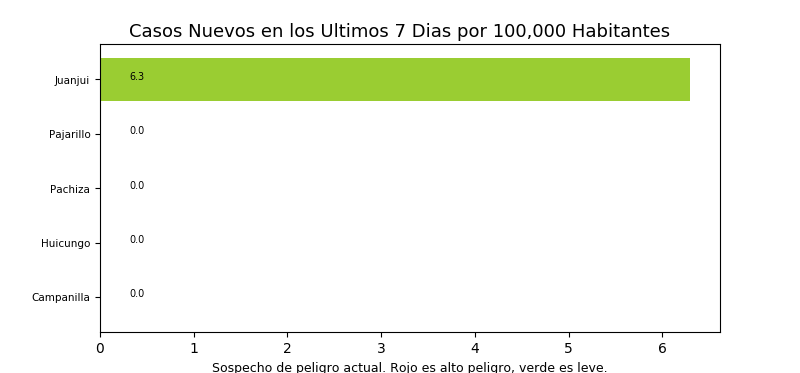 Casos Nuevos en los Ultimos 7 Dias por 100,000 Habitantes
Juanjui 6.3
Pajarillo 0.0
Pachiza 0.0
Huicungo 0.0
Campanilla 0.0
0 1 2 3 4 5 6
Sospecho de peligro actual. Rojo es alto peligro, verde es leve.